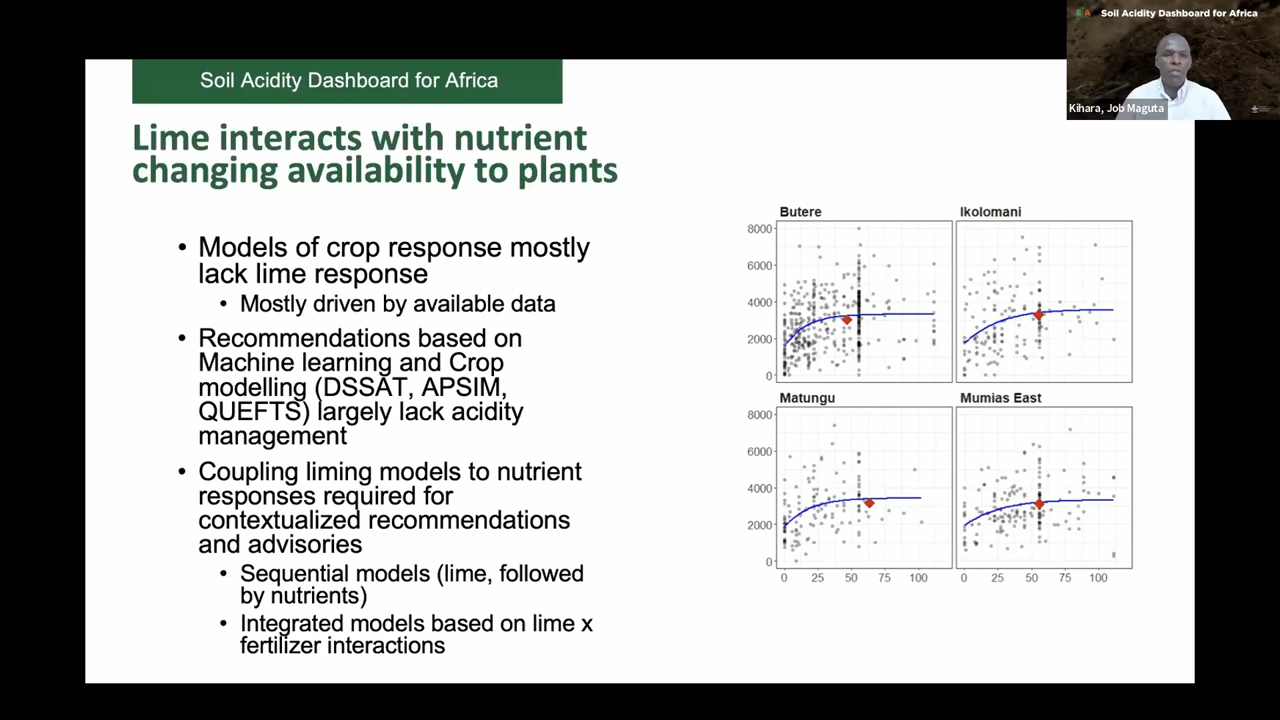 Soil Acidity Dashboard for Africa
Kihara, Job Maguta
Soil Acidity Dashboard for Africa
Lime interacts with nutrient
changing availability to plants
• Models of crop response mostly
lack lime response
• Mostly driven by available data
• Recommendations based on
Machine learning and Crop
modelling (DSSAT, APSIM,
QUEFTS) largely lack acidity
management
• Coupling liming models to nutrient
responses required for
contextualized recommendations
and advisories
• Sequential models (lime, followed
by nutrients)
• Integrated models based on lime x
fertilizer interactions
Butere
Ikolomani
8000
6000
4000
2000
0
Matungu
Mumias East
8000
6000
4000
2000
0
0 25 50 75 100
0 25 50 75 100